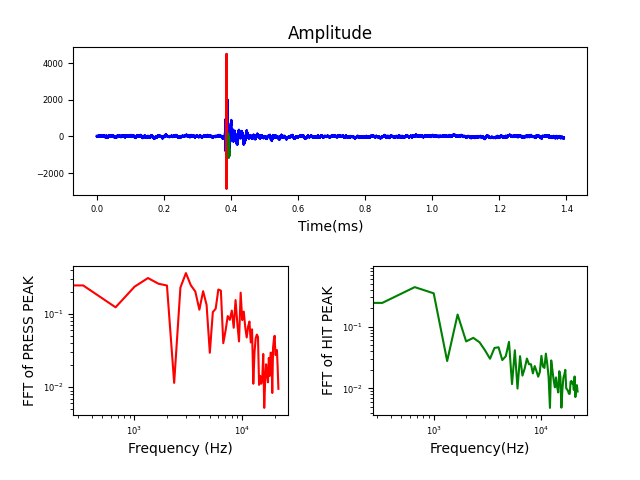 Amplitude
4000
2000
0
−2000
0.0 0.2 0.4 0.6 0.8 1.0 1.2 1.4
Time(ms)
FFT of PRESS PEAK
10⁻¹
10⁻²
10³ 10⁴
Frequency (Hz)
FFT of HIT PEAK
10⁻¹
10⁻²
10³ 10⁴
Frequency(Hz)